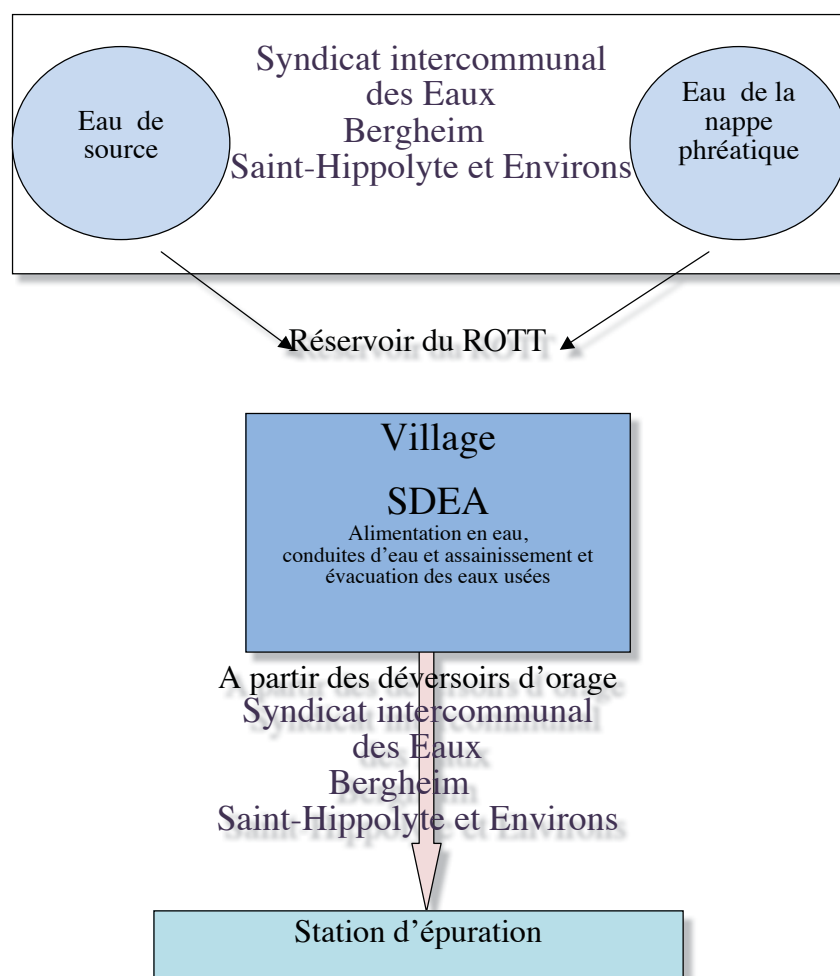 Syndicat intercommunal
des Eaux
Bergheim
Saint-Hippolyte et Environs
Eau de
source
Eau de la
nappe
phréatique
Réservoir du ROTT
Village
SDEA
Alimentation en eau,
conduites d'eau et assainissement et
évacuation des eaux usées
A partir des déversoirs d'orage
Syndicat intercommunal
des Eaux
Bergheim
Saint-Hippolyte et Environs
Station d'épuration